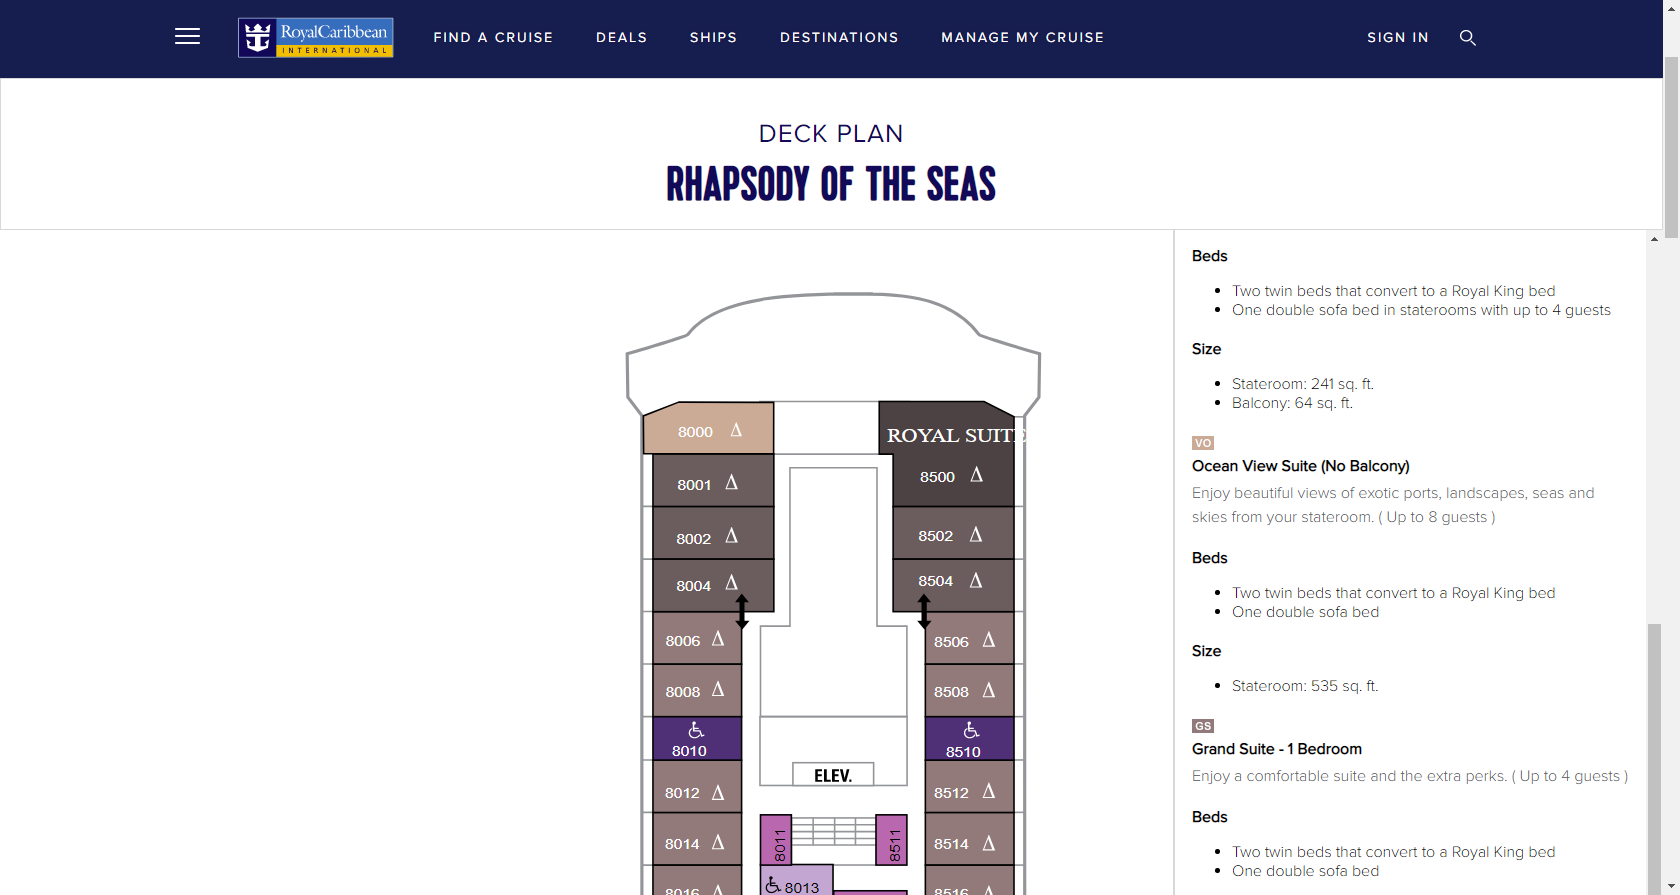 RoyalCaribbean
INTERNATIONAL
FIND A CRUISE
DEALS
SHIPS
DESTINATIONS
MANAGE MY CRUISE
SIGN IN
DECK PLAN
RHAPSODY OF THE SEAS
8000
8001
8002
8004
8006
8008
8010
8012
8014
8016
ROYAL SUITE
8500
8502
8504
8506
8508
8510
8512
8514
8516
ELEV.
8011
8511
8013
Beds
Two twin beds that convert to a Royal King bed
One double sofa bed in staterooms with up to 4 guests
Size
Stateroom: 241 sq. ft.
Balcony: 64 sq. ft.
VO
Ocean View Suite (No Balcony)
Enjoy beautiful views of exotic ports, landscapes, seas and
skies from your stateroom. ( Up to 8 guests )
Beds
Two twin beds that convert to a Royal King bed
One double sofa bed
Size
Stateroom: 535 sq. ft.
GS
Grand Suite - 1 Bedroom
Enjoy a comfortable suite and the extra perks. ( Up to 4 guests )
Beds
Two twin beds that convert to a Royal King bed
One double sofa bed